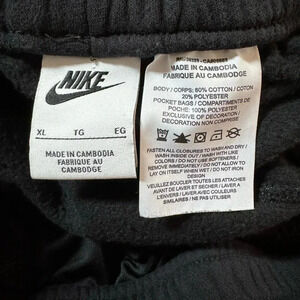 NIKE
XL TG EG
MADE IN CAMBODIA
FABRIQUE AU
CAMBODGE
MADE IN CAMBODIA
FABRIQUE AU CAMBODGE
BODY / CORPS: 80% COTTON / COTON
20% POLYESTER
POCKET BAGS / COMPARTIMENTS DE
POCHE: 100% POLYESTER
EXCLUSIVE OF DECORATION /
DECORATION NON COMPRISE
FASTEN ALL CLOSURES TO WASH AND DRY /
WASH INSIDE OUT / WASH WITH LIKE
COLORS / DO NOT USE SOFTENERS / DO NOT
REMOVE IMMEDIATELY / DO NOT ALLOW TO
LAY ON ITSELF WHEN WET / DO NOT IRON
DESIGN
VEUILLEZ BOUCLER TOUTES LES ATTACHES
AVANT DE LAVER ET SÉCHER / LAVER À
L'ENVERS / LAVER AVEC COULEURS
SIMILAIRES / NE PAS UTILISER